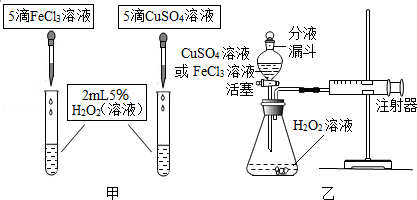 5滴FeCl3溶液
5滴CuSO4溶液
2mL5%
H2O2(溶液)
甲
分液
漏斗
CuSO4溶液
或FeCl3溶液
活塞
注射器
H2O2溶液
乙